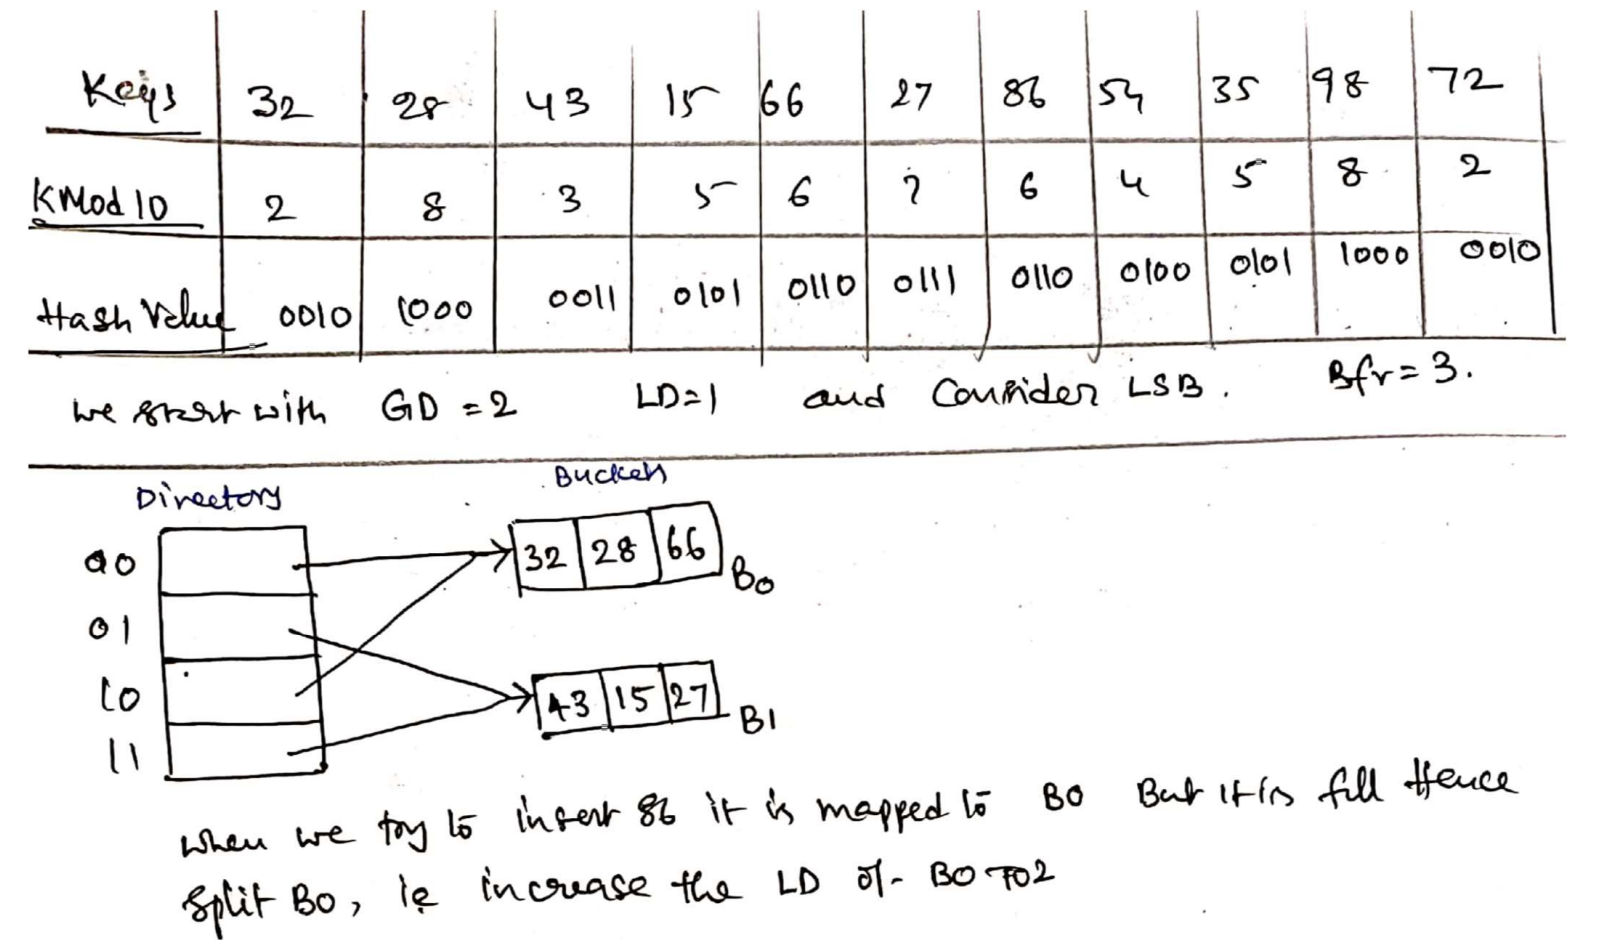 Keys 32 28 43 15 66 27 86 54 35 98 72
KMod 10 2 8 3 5 6 7 6 4 5 8 2
Hash Value 0010 1000 0011 0101 0110 0111 0110 0100 0101 1000 0010
we start with GD = 2 LD = 1 and Consider LSB. Bfr = 3.
Directory Buckets
00 32 28 66 B0
01
10 43 15 27 B1
11
when we try to insert 86 it is mapped to B0 But it is full Hence
Split B0, ie increase the LD of B0 TO 2